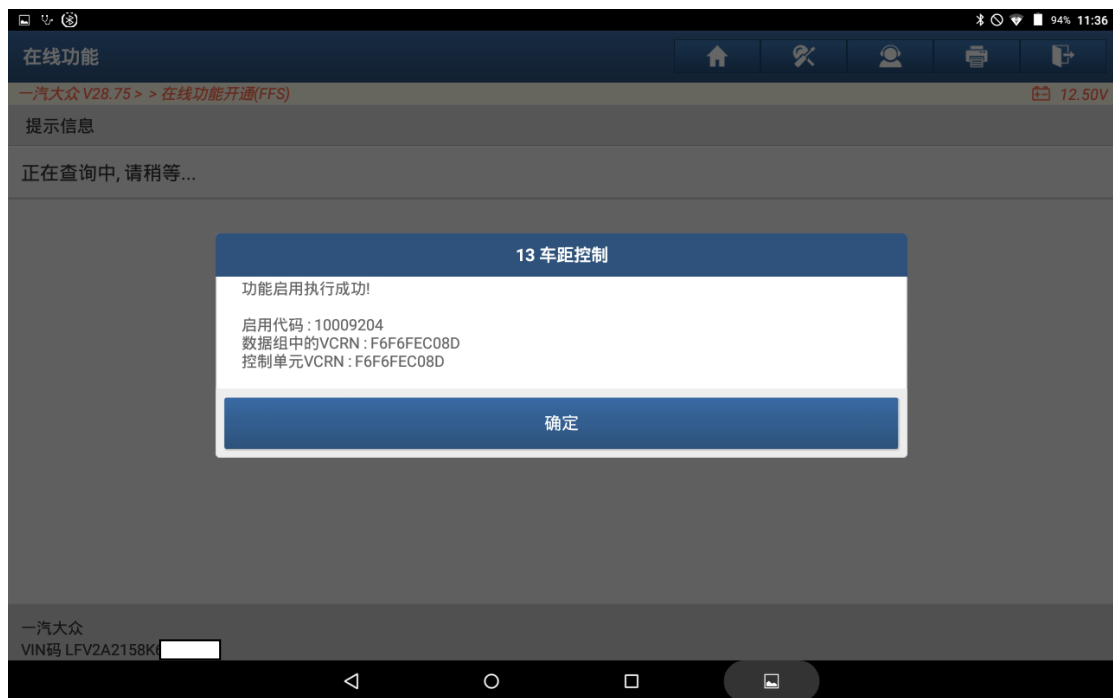 94% 11:36
在线功能
一汽大众 V28.75 > > 在线功能开通(FFS)
12.50V
提示信息
正在查询中, 请稍等...
13 车距控制
功能启用执行成功!
启用代码 : 10009204
数据组中的VCRN : F6F6FEC08D
控制单元VCRN : F6F6FEC08D
确定
一汽大众
VIN码 LFV2A2158K